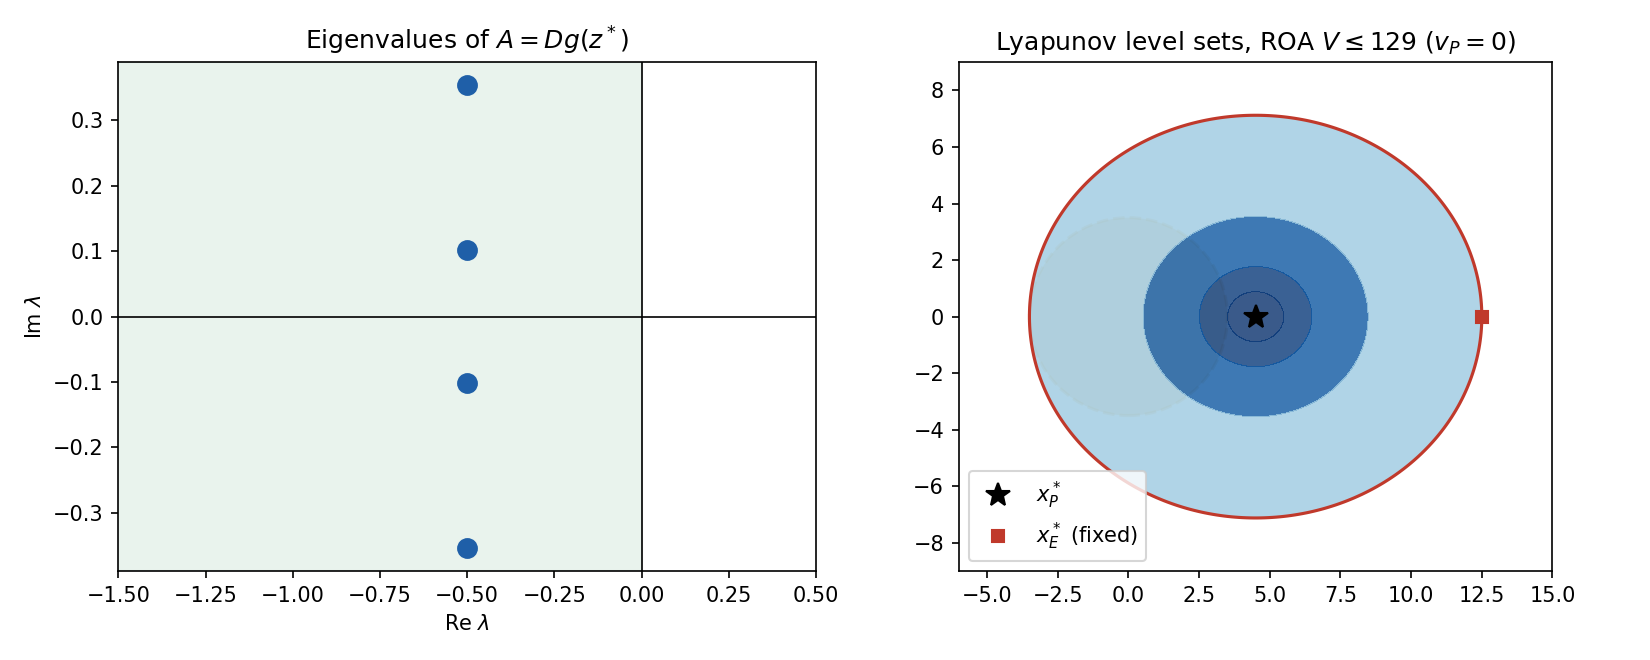 Eigenvalues of A = Dg(z*)
0.3
0.2
0.1
0.0
−0.1
−0.2
−0.3
Im λ
−1.50 −1.25 −1.00 −0.75 −0.50 −0.25 0.00 0.25 0.50
Re λ
Lyapunov level sets, ROA V ≤ 129 (v_P = 0)
8
6
4
2
0
−2
−4
−6
−8
x_P^*
x_E^* (fixed)
−5.0 −2.5 0.0 2.5 5.0 7.5 10.0 12.5 15.0